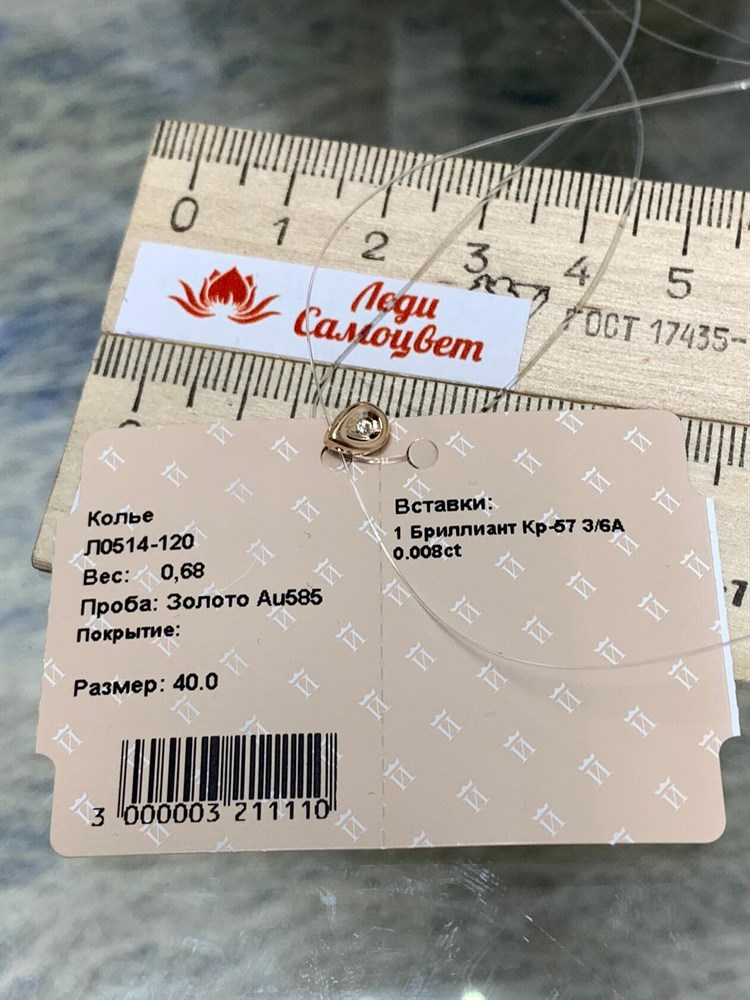 0 1 2 3 4 5
Леди
Самоцвет
ГОСТ 17435-
Колье
Л0514-120
Вес: 0,68
Проба: Золото Au585
Покрытие:
Размер: 40.0
3 000003 211110
Вставки:
1 Бриллиант Кр-57 3/6А
0.008ct